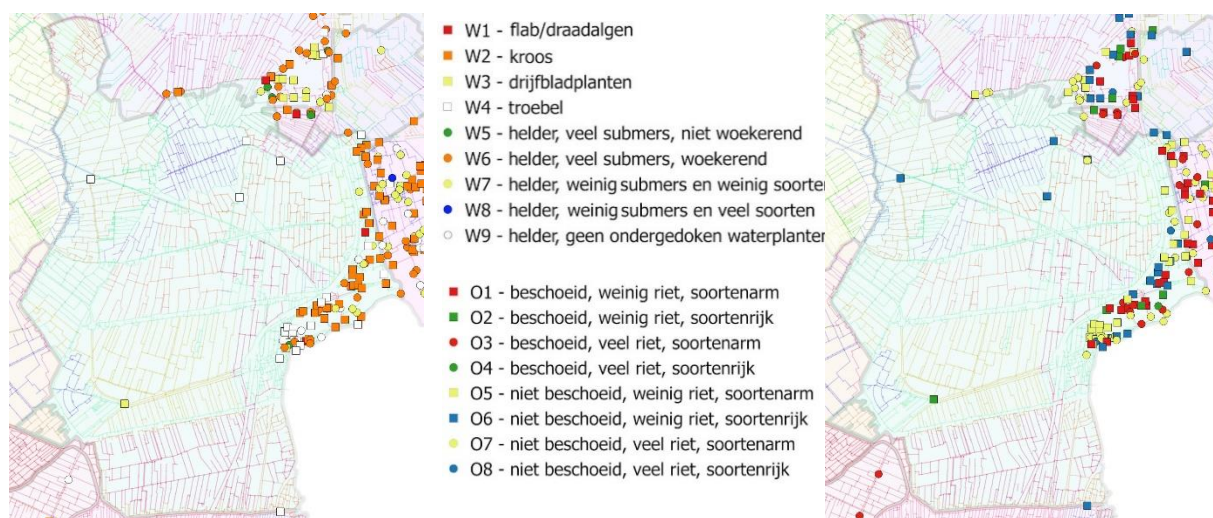 W1 - flab/draadalgen
W2 - kroos
W3 - drijfbladplanten
W4 - troebel
W5 - helder, veel submers, niet woekerend
W6 - helder, veel submers, woekerend
W7 - helder, weinig submers en weinig soorten
W8 - helder, weinig submers en veel soorten
W9 - helder, geen ondergedoken waterplanten
O1 - beschoeid, weinig riet, soortenarm
O2 - beschoeid, weinig riet, soortenrijk
O3 - beschoeid, veel riet, soortenarm
O4 - beschoeid, veel riet, soortenrijk
O5 - niet beschoeid, weinig riet, soortenarm
O6 - niet beschoeid, weinig riet, soortenrijk
O7 - niet beschoeid, veel riet, soortenarm
O8 - niet beschoeid, veel riet, soortenrijk